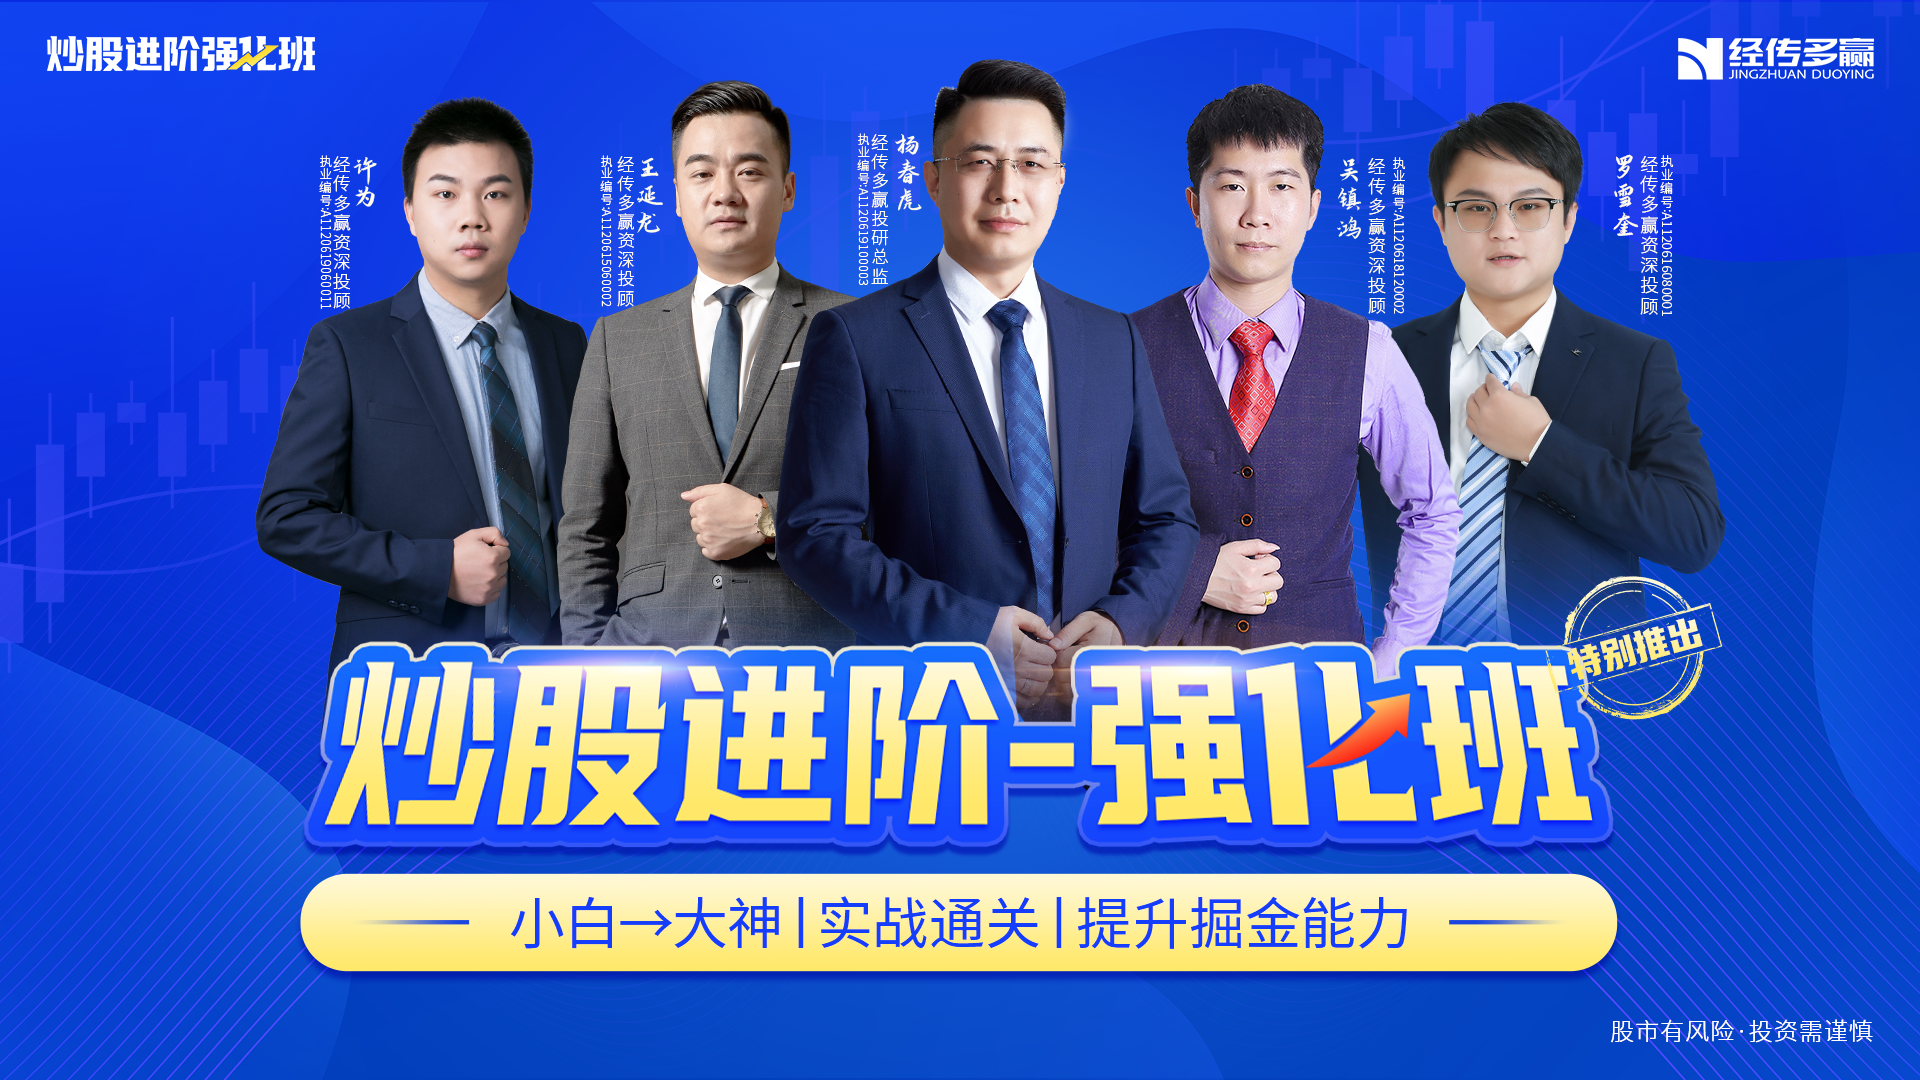 炒股进阶强化班
经传多赢
JINGZHUAN DUOYING
许为
经传多赢资深投顾
执业编号:A1120619060011
王延龙
经传多赢资深投顾
执业编号:A1120615060002
杨春虎
经传多赢投研总监
执业编号:A1120619100003
吴镇鸿
经传多赢资深投顾
执业编号:A1120618120002
罗雪奎
经传多赢资深投顾
执业编号:A1120616080001
特别推出
炒股进阶-强化班
小白→大神|实战通关|提升掘金能力
股市有风险·投资需谨慎